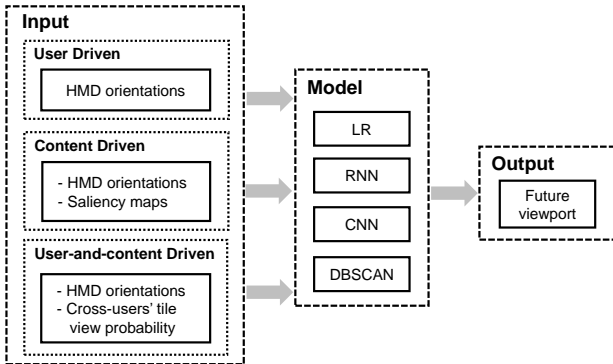 Input
User Driven
HMD orientations
Content Driven
- HMD orientations
- Saliency maps
User-and-content Driven
- HMD orientations
- Cross-users' tile
view probability
Model
LR
RNN
CNN
DBSCAN
Output
Future
viewport